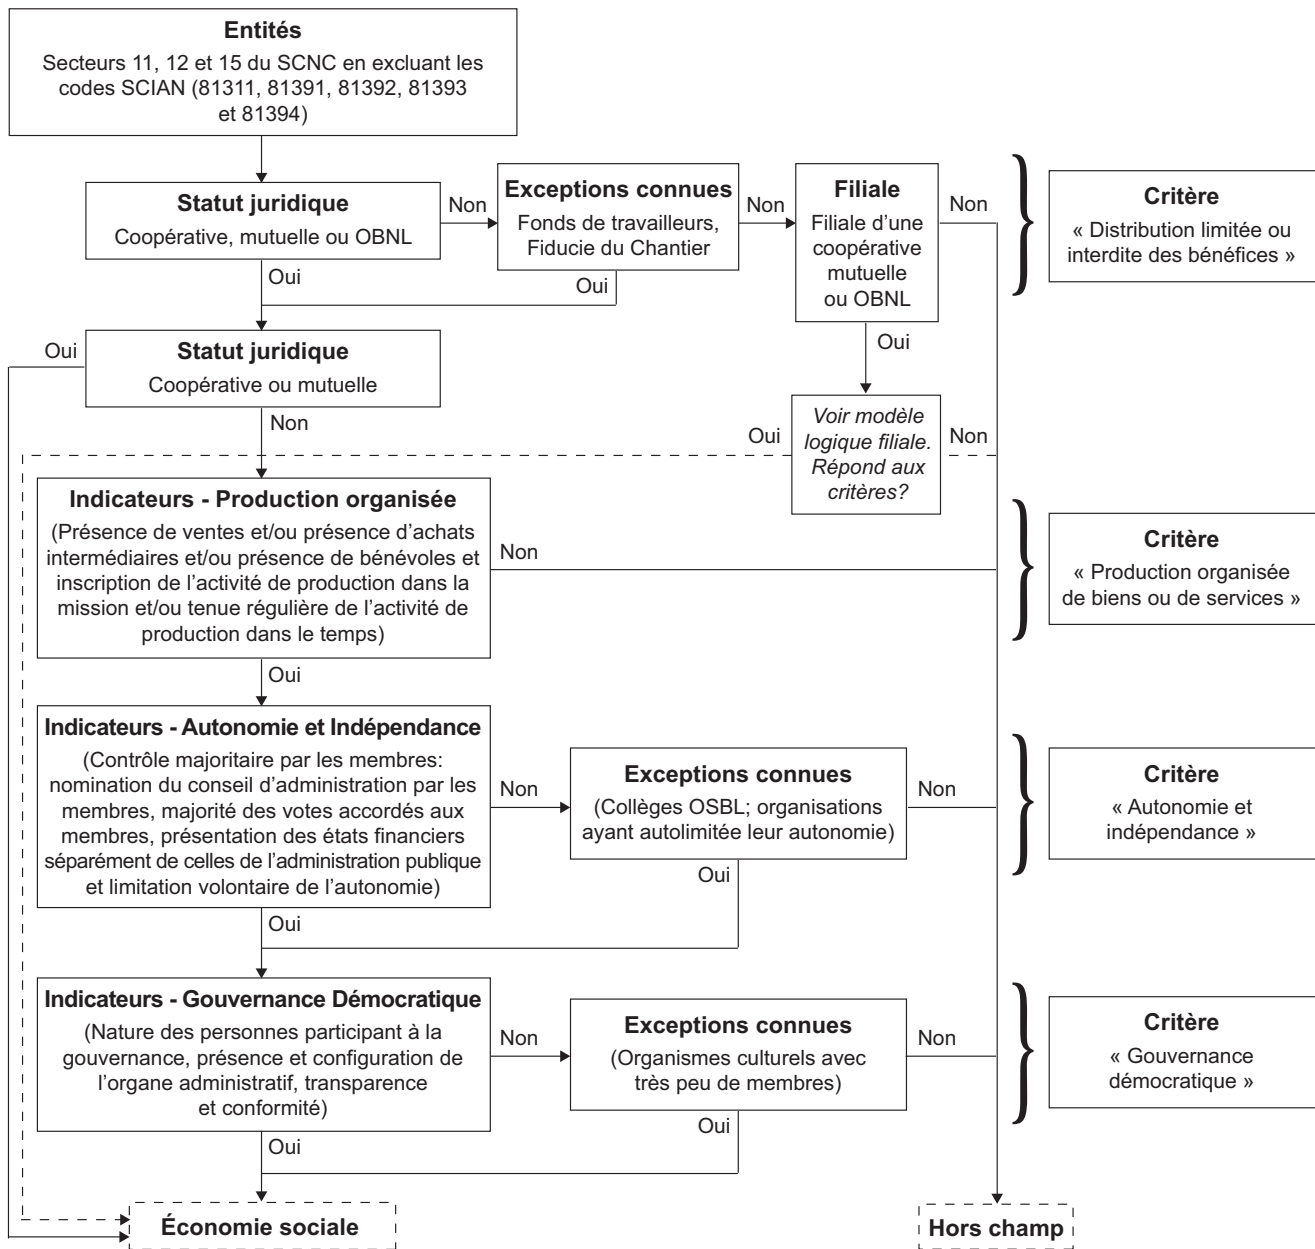 Entités
Secteurs 11, 12 et 15 du SCNC en excluant les
codes SCIAN (81311, 81391, 81392, 81393
et 81394)
Statut juridique
Coopérative, mutuelle ou OBNL
Non
Exceptions connues
Fonds de travailleurs,
Fiducie du Chantier
Non
Filiale
Filiale d'une
coopérative
mutuelle
ou OBNL
Non
Critère
« Distribution limitée ou
interdite des bénéfices »
Oui
Oui
Oui
Statut juridique
Coopérative ou mutuelle
Oui
Non
Oui
Voir modèle
logique filiale.
Répond aux
critères?
Non
Indicateurs - Production organisée
(Présence de ventes et/ou présence d'achats
intermédiaires et/ou présence de bénévoles et
inscription de l'activité de production dans la
mission et/ou tenue régulière de l'activité de
production dans le temps)
Non
Critère
« Production organisée
de biens ou de services »
Oui
Indicateurs - Autonomie et Indépendance
(Contrôle majoritaire par les membres:
nomination du conseil d'administration par les
membres, majorité des votes accordés aux
membres, présentation des états financiers
séparément de celles de l'administration publique
et limitation volontaire de l'autonomie)
Non
Exceptions connues
(Collèges OSBL; organisations
ayant autolimitée leur autonomie)
Non
Critère
« Autonomie et
indépendance »
Oui
Oui
Indicateurs - Gouvernance Démocratique
(Nature des personnes participant à la
gouvernance, présence et configuration de
l'organe administratif, transparence
et conformité)
Non
Exceptions connues
(Organismes culturels avec
très peu de membres)
Non
Critère
« Gouvernance
démocratique »
Oui
Oui
Économie sociale
Hors champ